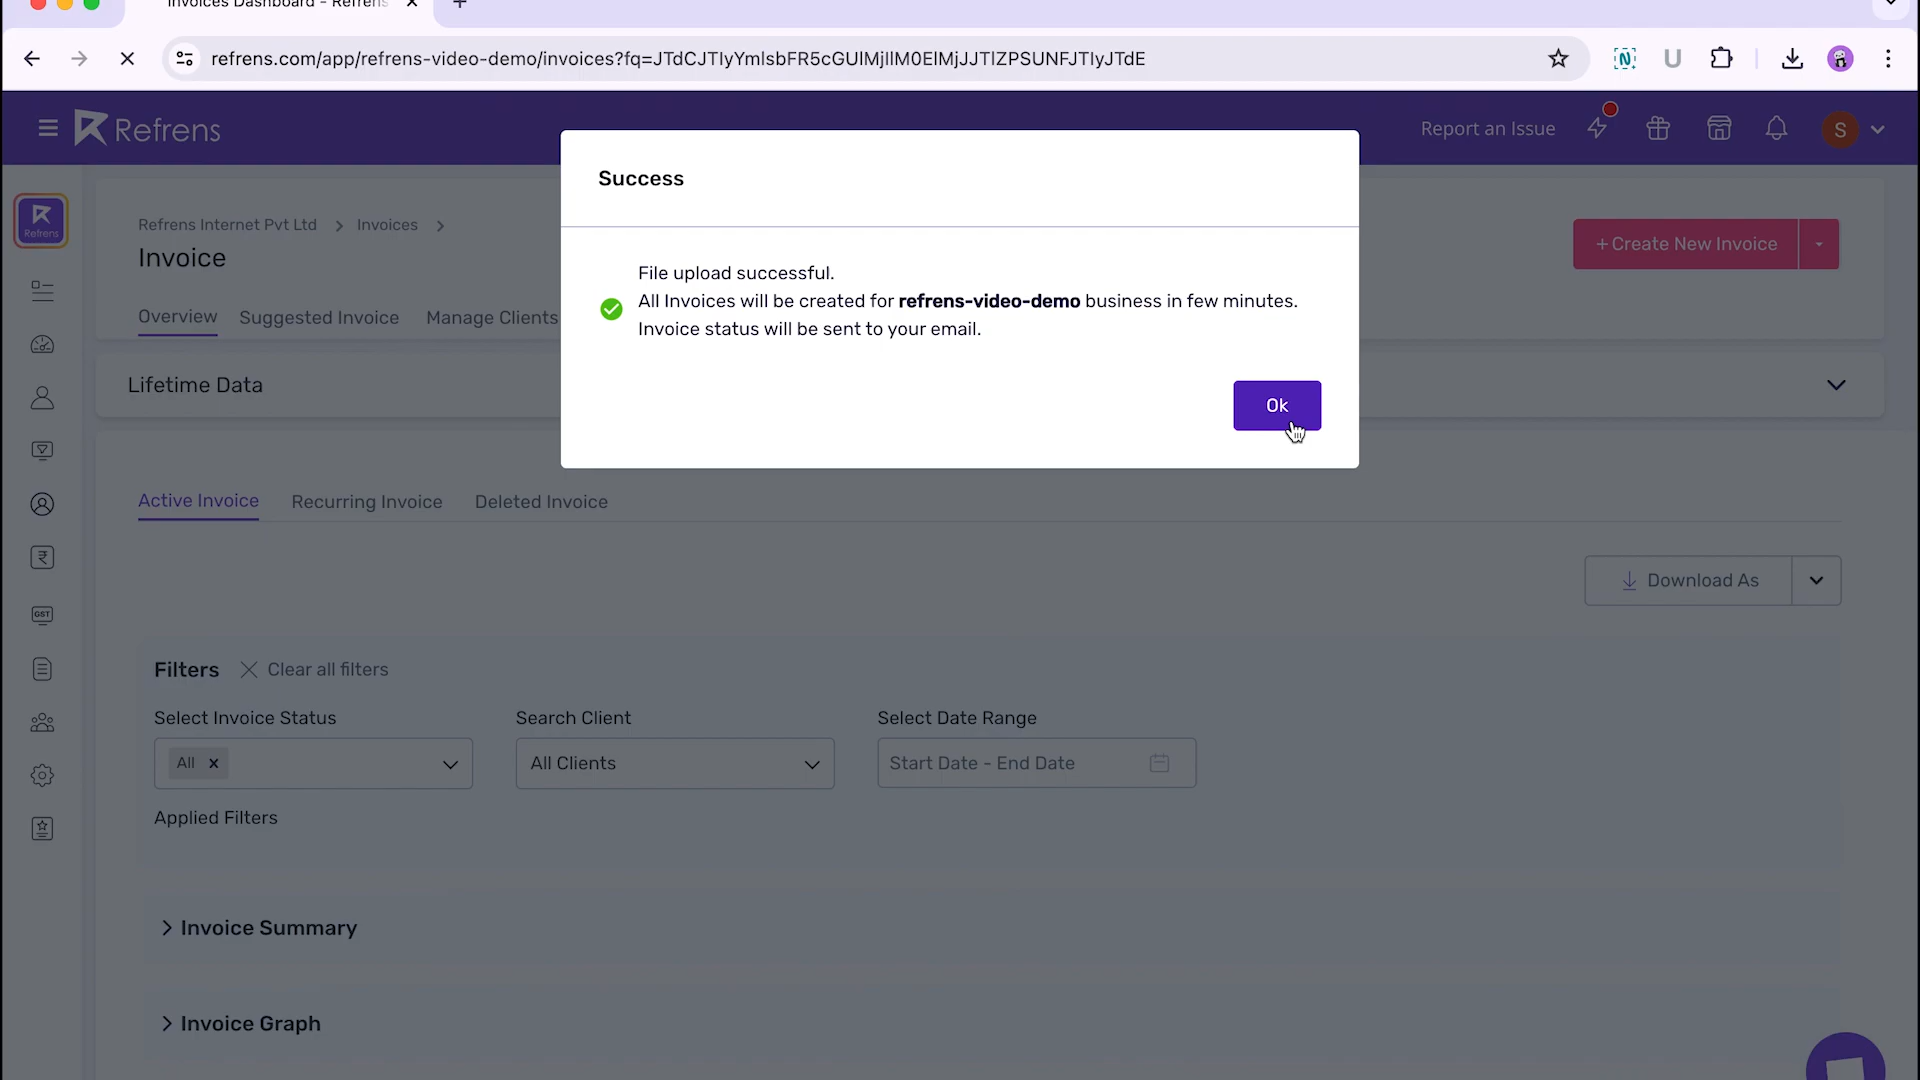 Invoices Dashboard - Refrens
refrens.com/app/refrens-video-demo/invoices?fq=JTdCJTIyYmlsbFR5cGUlMjIlM0ElMjJJTlZPSUNFJTIyJTdE
Refrens
Report an Issue
S
Success
File upload successful.
All Invoices will be created for refrens-video-demo business in few minutes.
Invoice status will be sent to your email.
Ok
Refrens
Refrens Internet Pvt Ltd > Invoices >
Invoice
+ Create New Invoice
Overview Suggested Invoice Manage Clients
Lifetime Data
Active Invoice Recurring Invoice Deleted Invoice
Download As
GST
Filters Clear all filters
Select Invoice Status Search Client Select Date Range
All × All Clients Start Date - End Date
Applied Filters
Invoice Summary
Invoice Graph